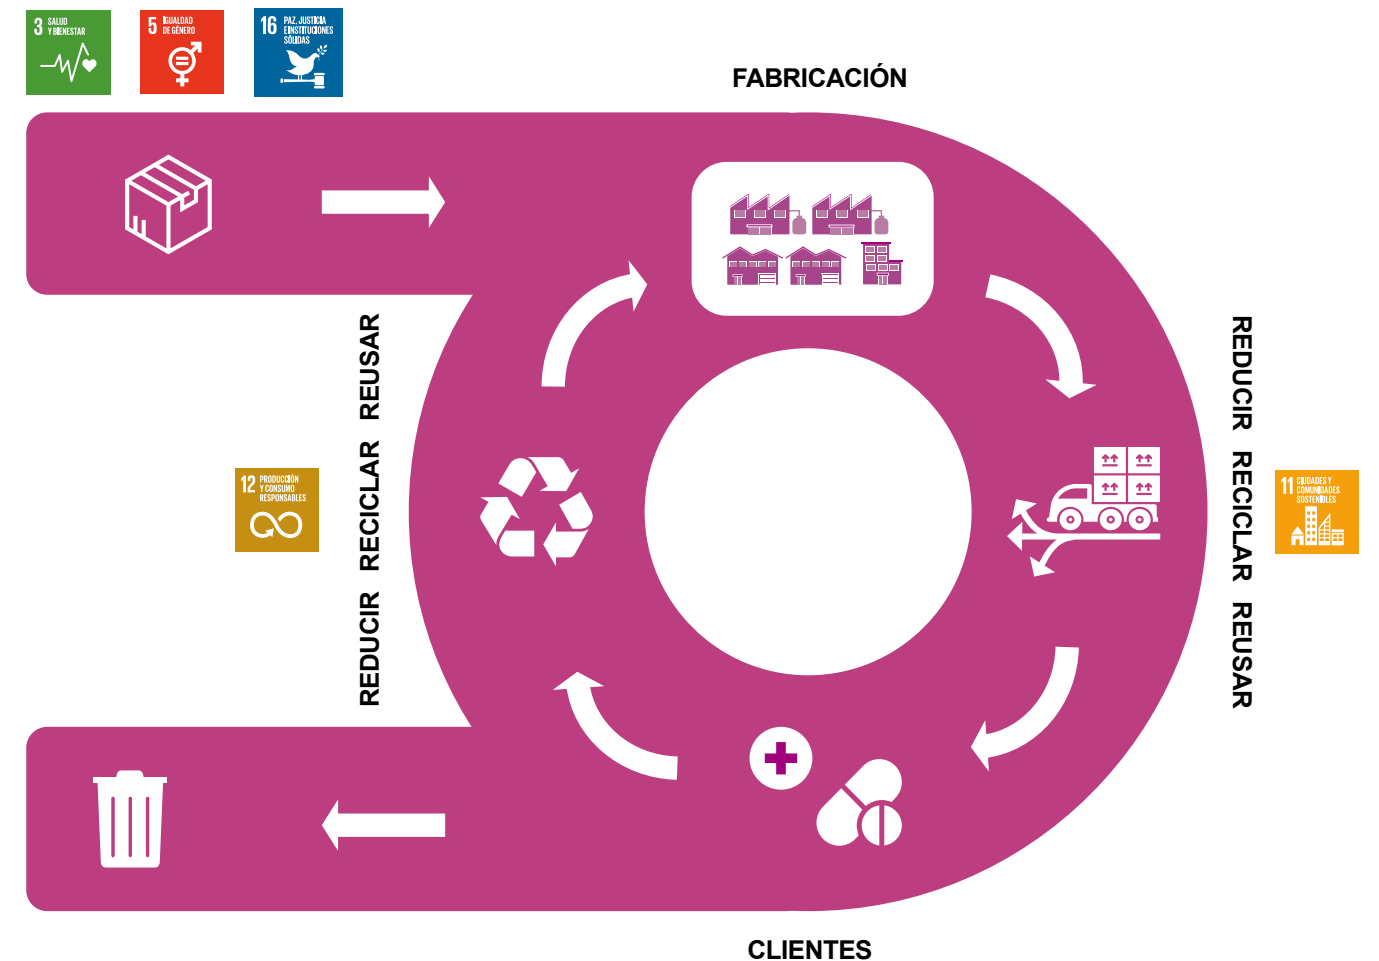 3 SALUD
Y BIENESTAR
5 IGUALDAD
DE GÉNERO
16 PAZ, JUSTICIA
E INSTITUCIONES
SÓLIDAS
FABRICACIÓN
REDUCIR RECICLAR REUSAR
12 PRODUCCIÓN
Y CONSUMO
RESPONSABLES
REDUCIR RECICLAR REUSAR
11 CIUDADES Y
COMUNIDADES
SOSTENIBLES
CLIENTES